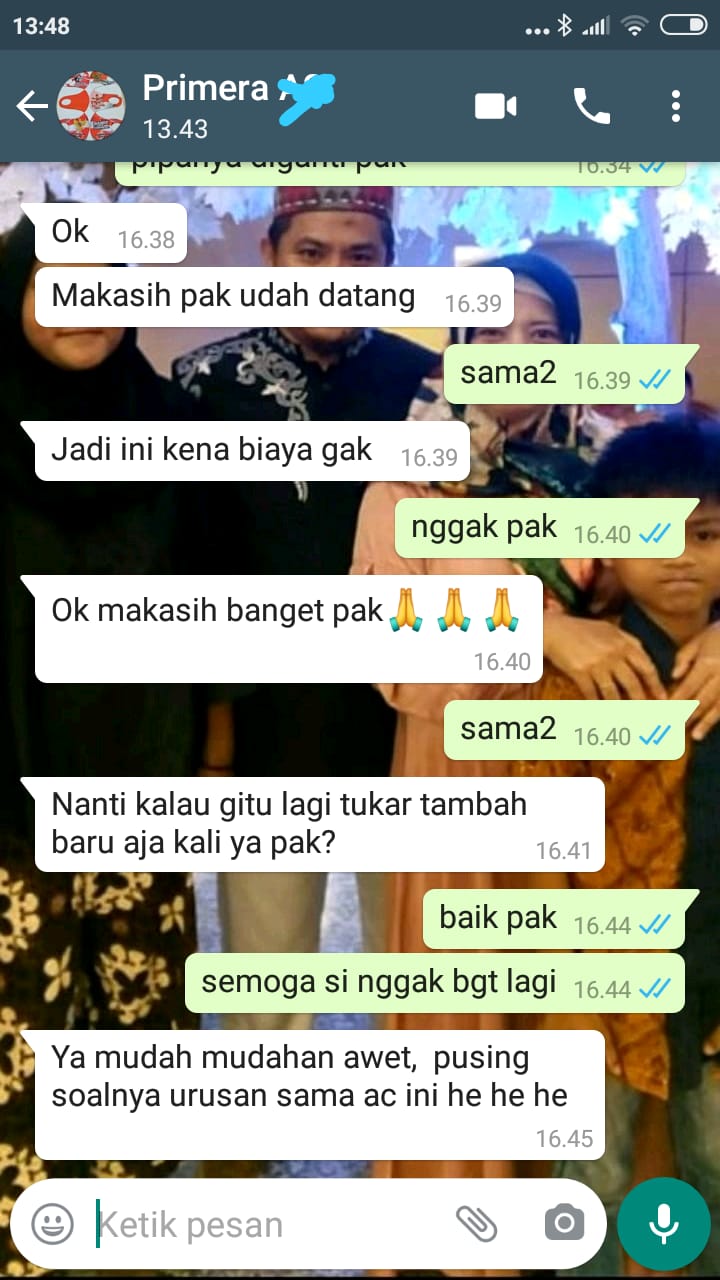 13:48
Primera
13.43
pipanya diganti pak 16.34
Ok 16.38
Makasih pak udah datang 16.39
sama2 16.39
Jadi ini kena biaya gak 16.39
nggak pak 16.40
Ok makasih banget pak🙏🙏🙏
16.40
sama2 16.40
Nanti kalau gitu lagi tukar tambah
baru aja kali ya pak? 16.41
baik pak 16.44
semoga si nggak bgt lagi 16.44
Ya mudah mudahan awet, pusing
soalnya urusan sama ac ini he he he
16.45
Ketik pesan